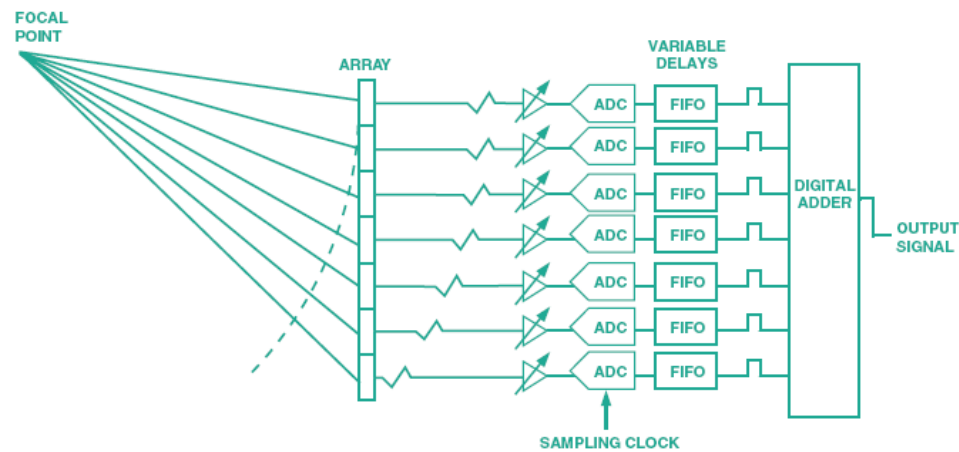 FOCAL
POINT
ARRAY
VARIABLE
DELAYS
ADC
FIFO
ADC
FIFO
ADC
FIFO
ADC
FIFO
ADC
FIFO
ADC
FIFO
ADC
FIFO
DIGITAL
ADDER
OUTPUT
SIGNAL
SAMPLING CLOCK